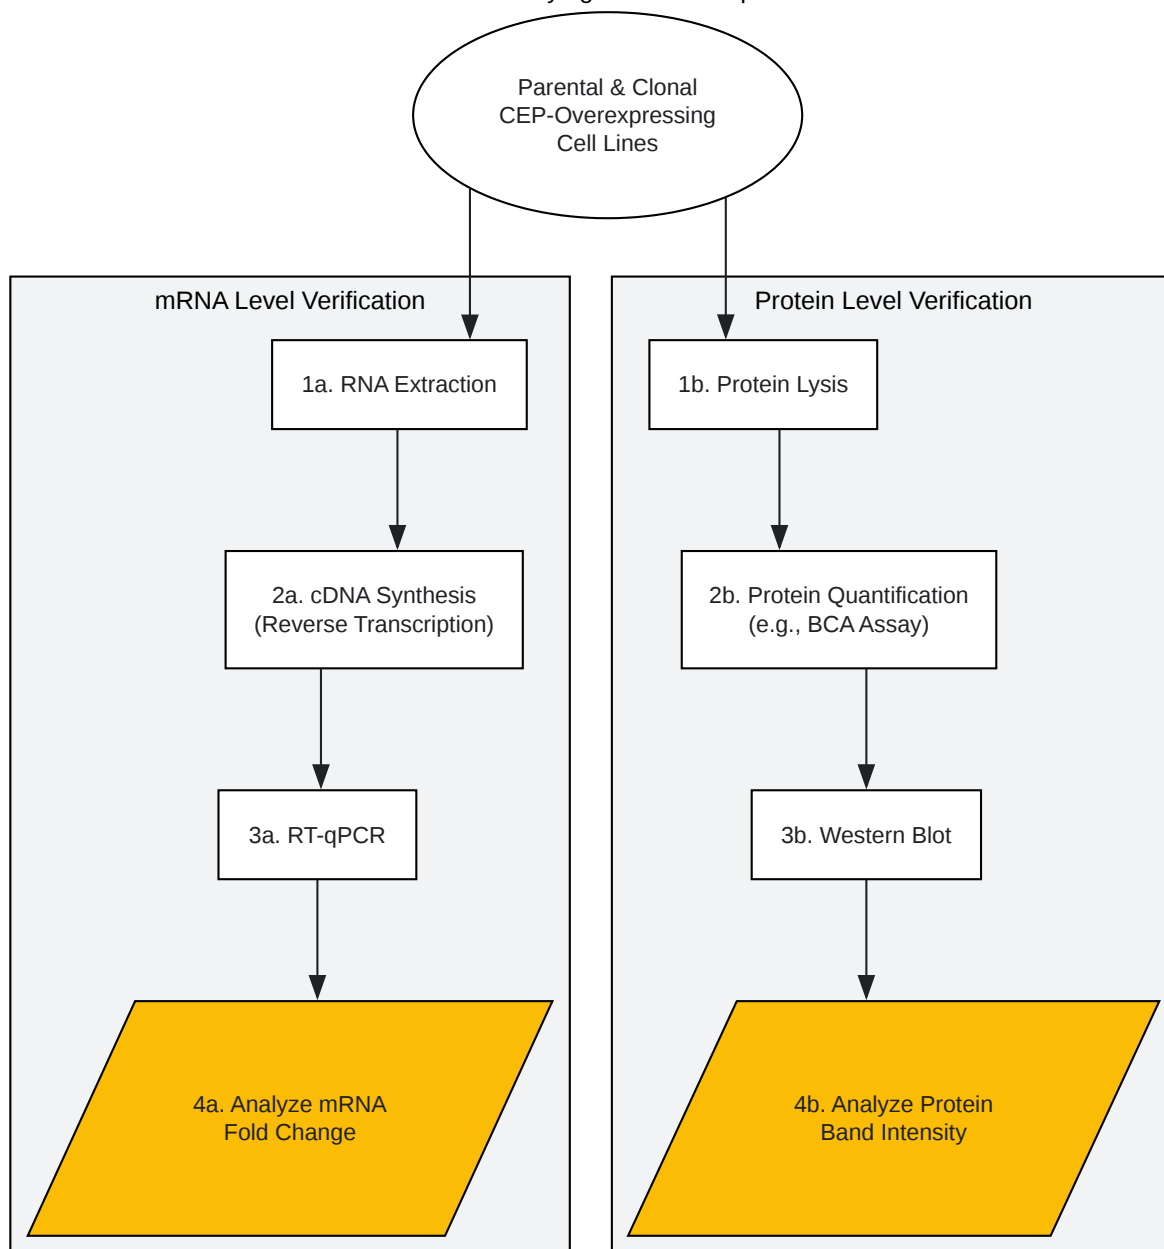 Parental & Clonal
CEP-Overexpressing
Cell Lines
mRNA Level Verification
1a. RNA Extraction
2a. cDNA Synthesis
(Reverse Transcription)
3a. RT-qPCR
4a. Analyze mRNA
Fold Change
Protein Level Verification
1b. Protein Lysis
2b. Protein Quantification
(e.g., BCA Assay)
3b. Western Blot
4b. Analyze Protein
Band Intensity